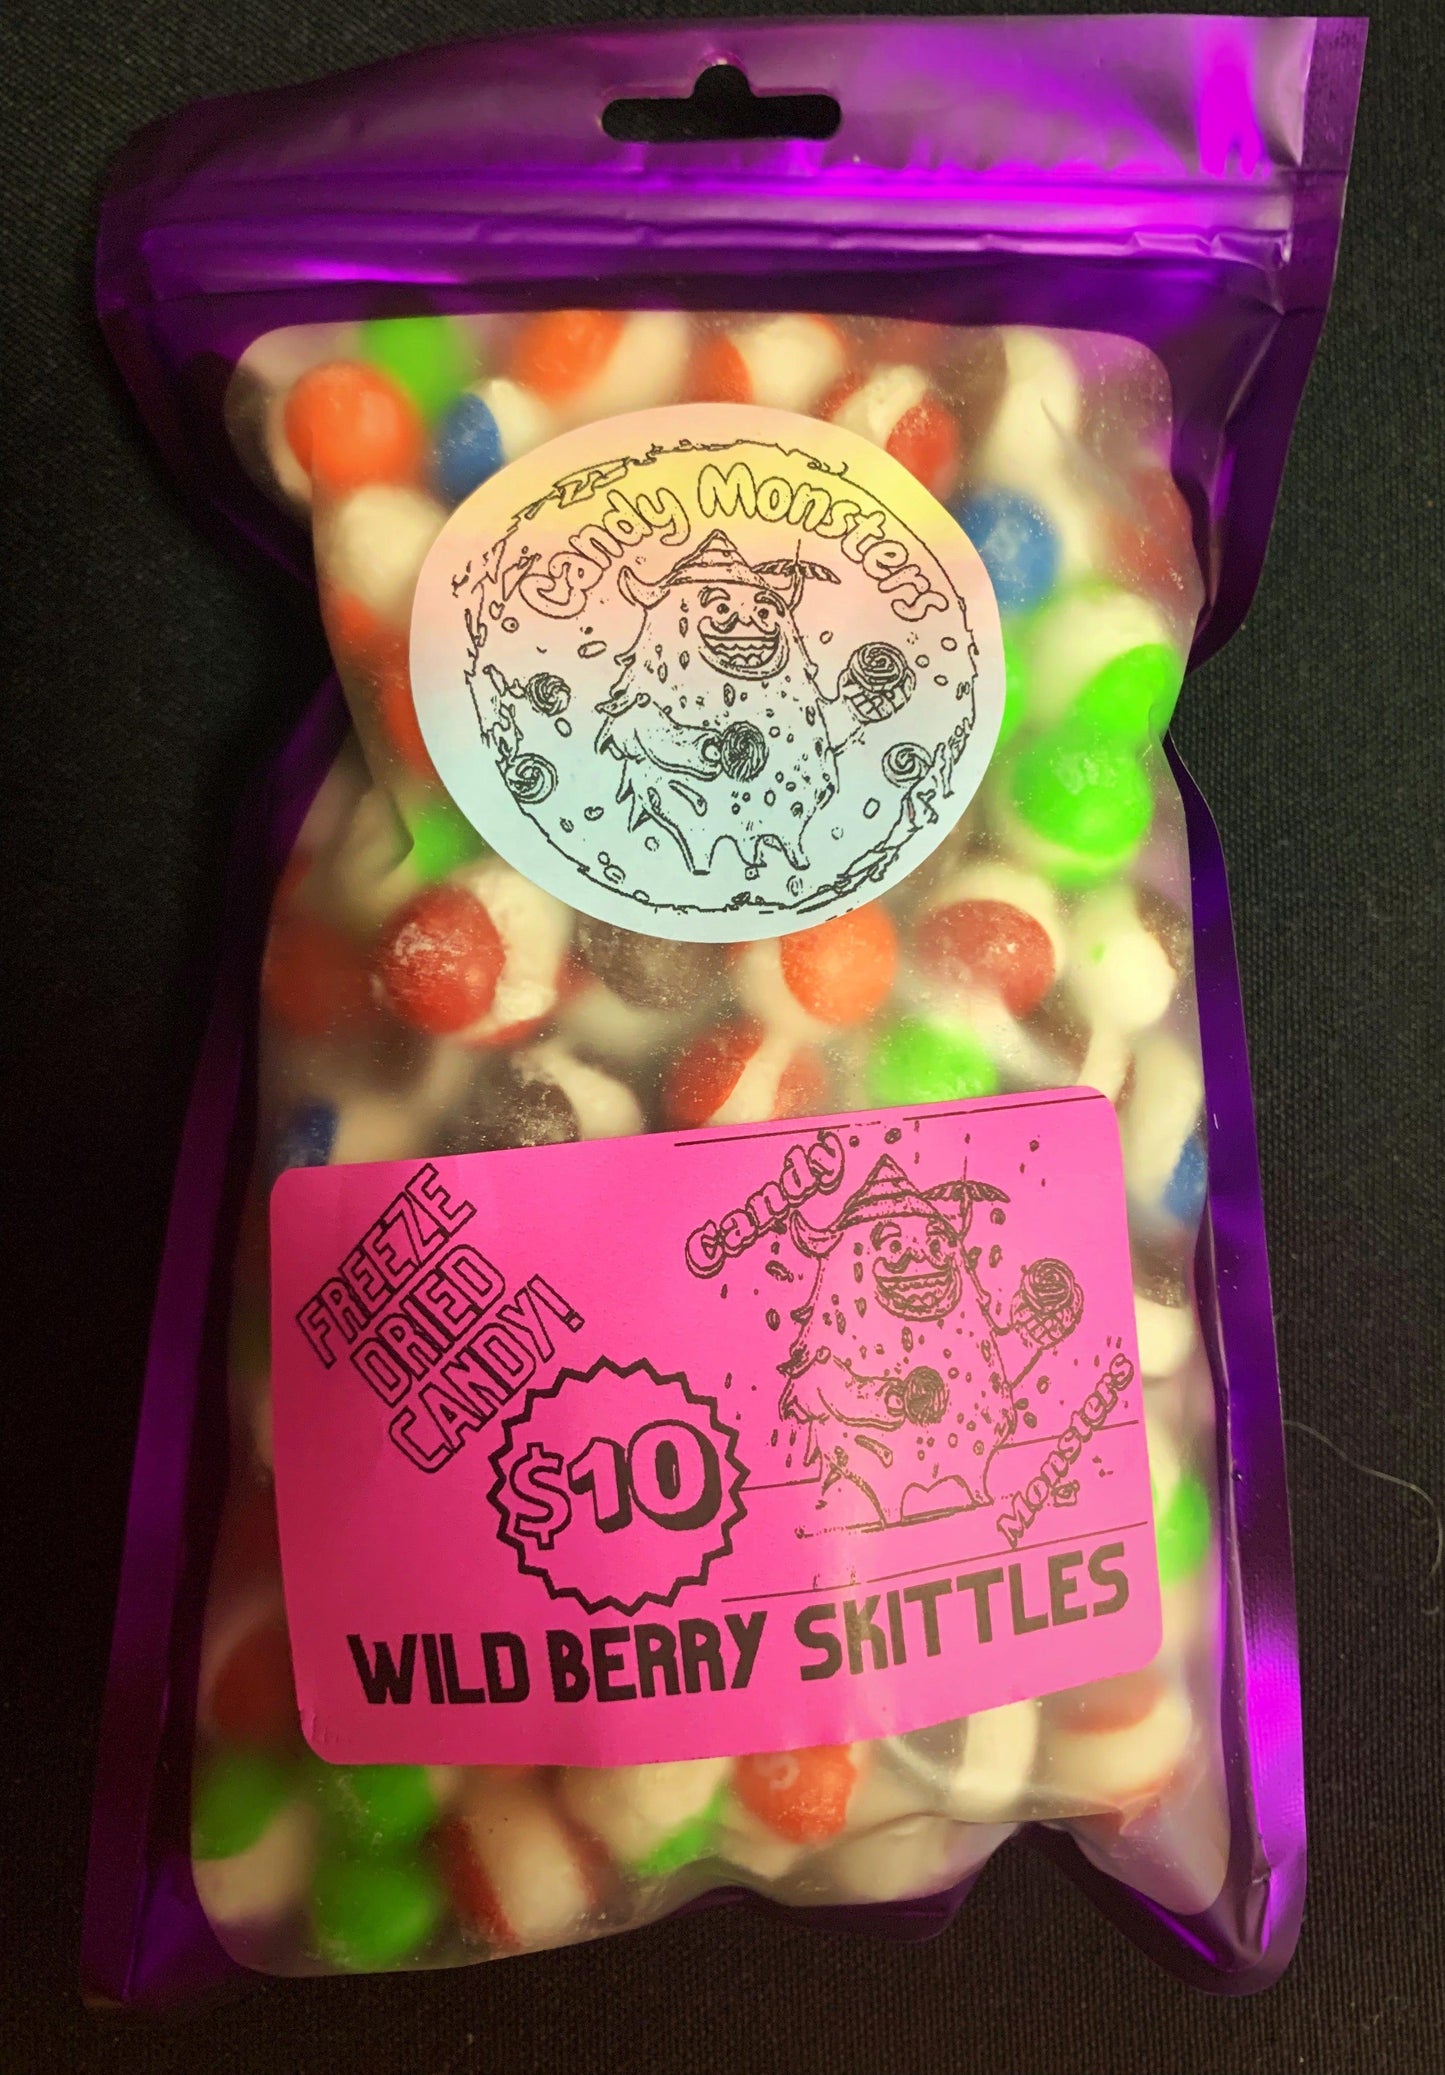 Candy Monsters
FREEZE
DRIED
CANDY!
Candy
Monsters
$10
WILD BERRY SKITTLES
S